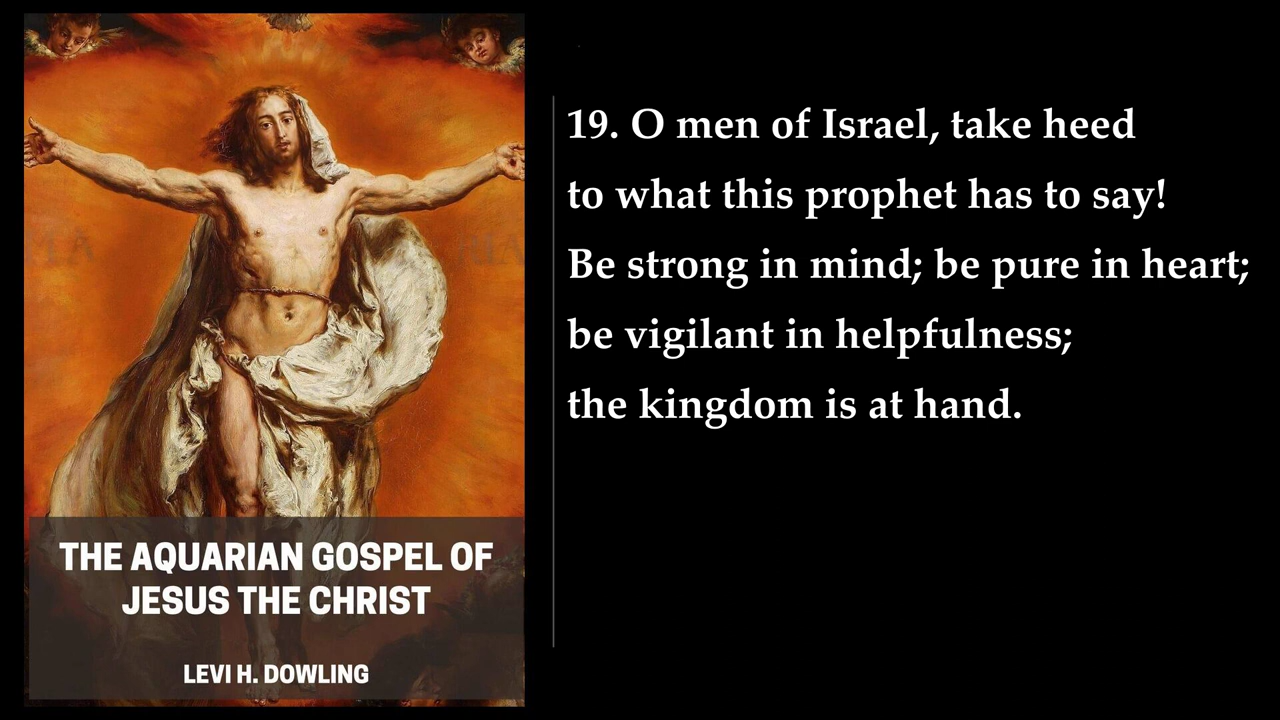 19. O men of Israel, take heed
to what this prophet has to say!
Be strong in mind; be pure in heart;
be vigilant in helpfulness;
the kingdom is at hand.
THE AQUARIAN GOSPEL OF
JESUS THE CHRIST
LEVI H. DOWLING